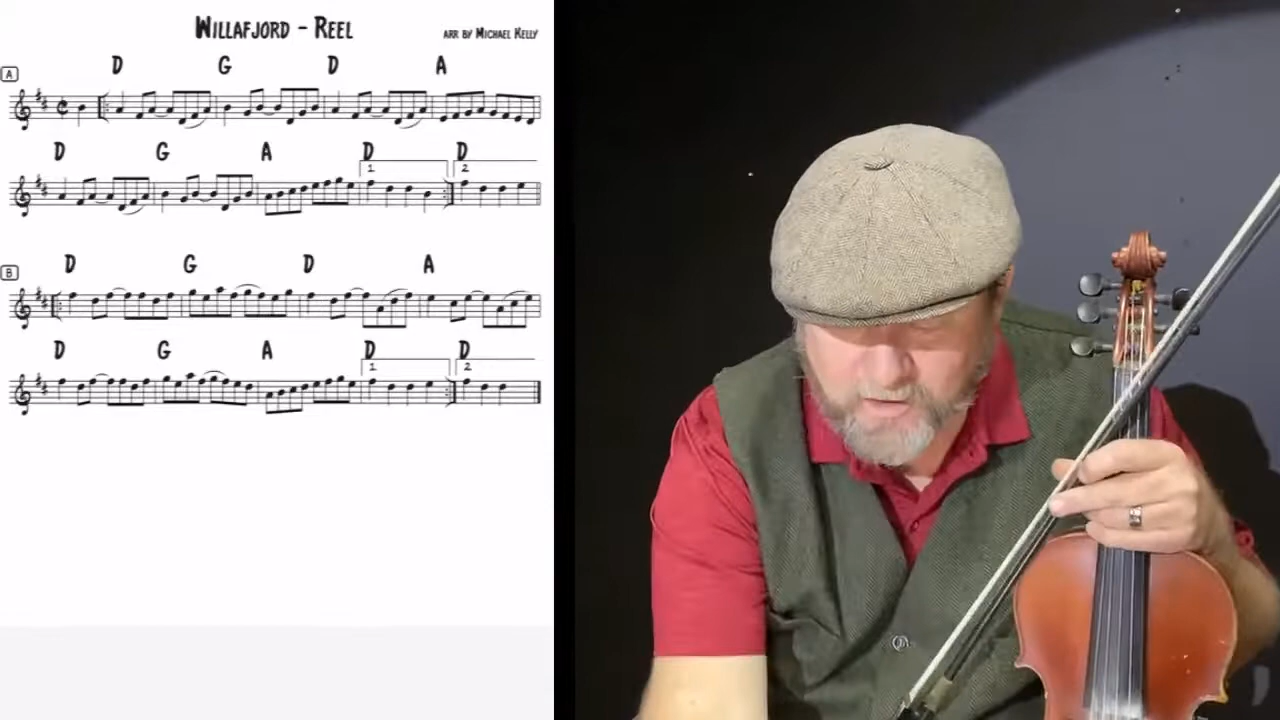 Willafjord - Reel
arr by Michael Kelly
D G D A
A
D G A D D
1 2
D G D A
B
D G A D D
1 2